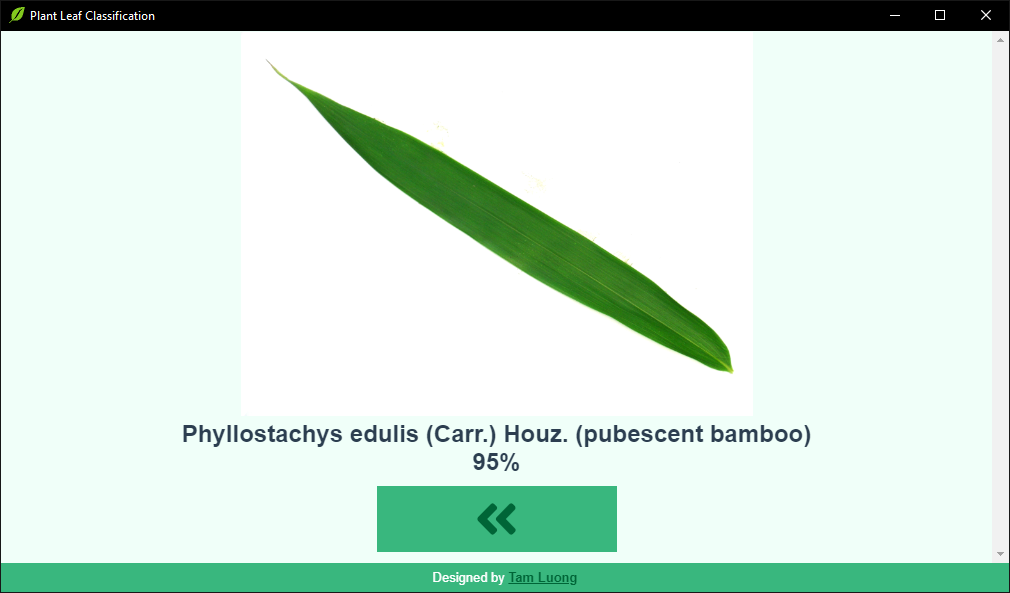 Plant Leaf Classification
Phyllostachys edulis (Carr.) Houz. (pubescent bamboo)
95%
Designed by Tam Luong